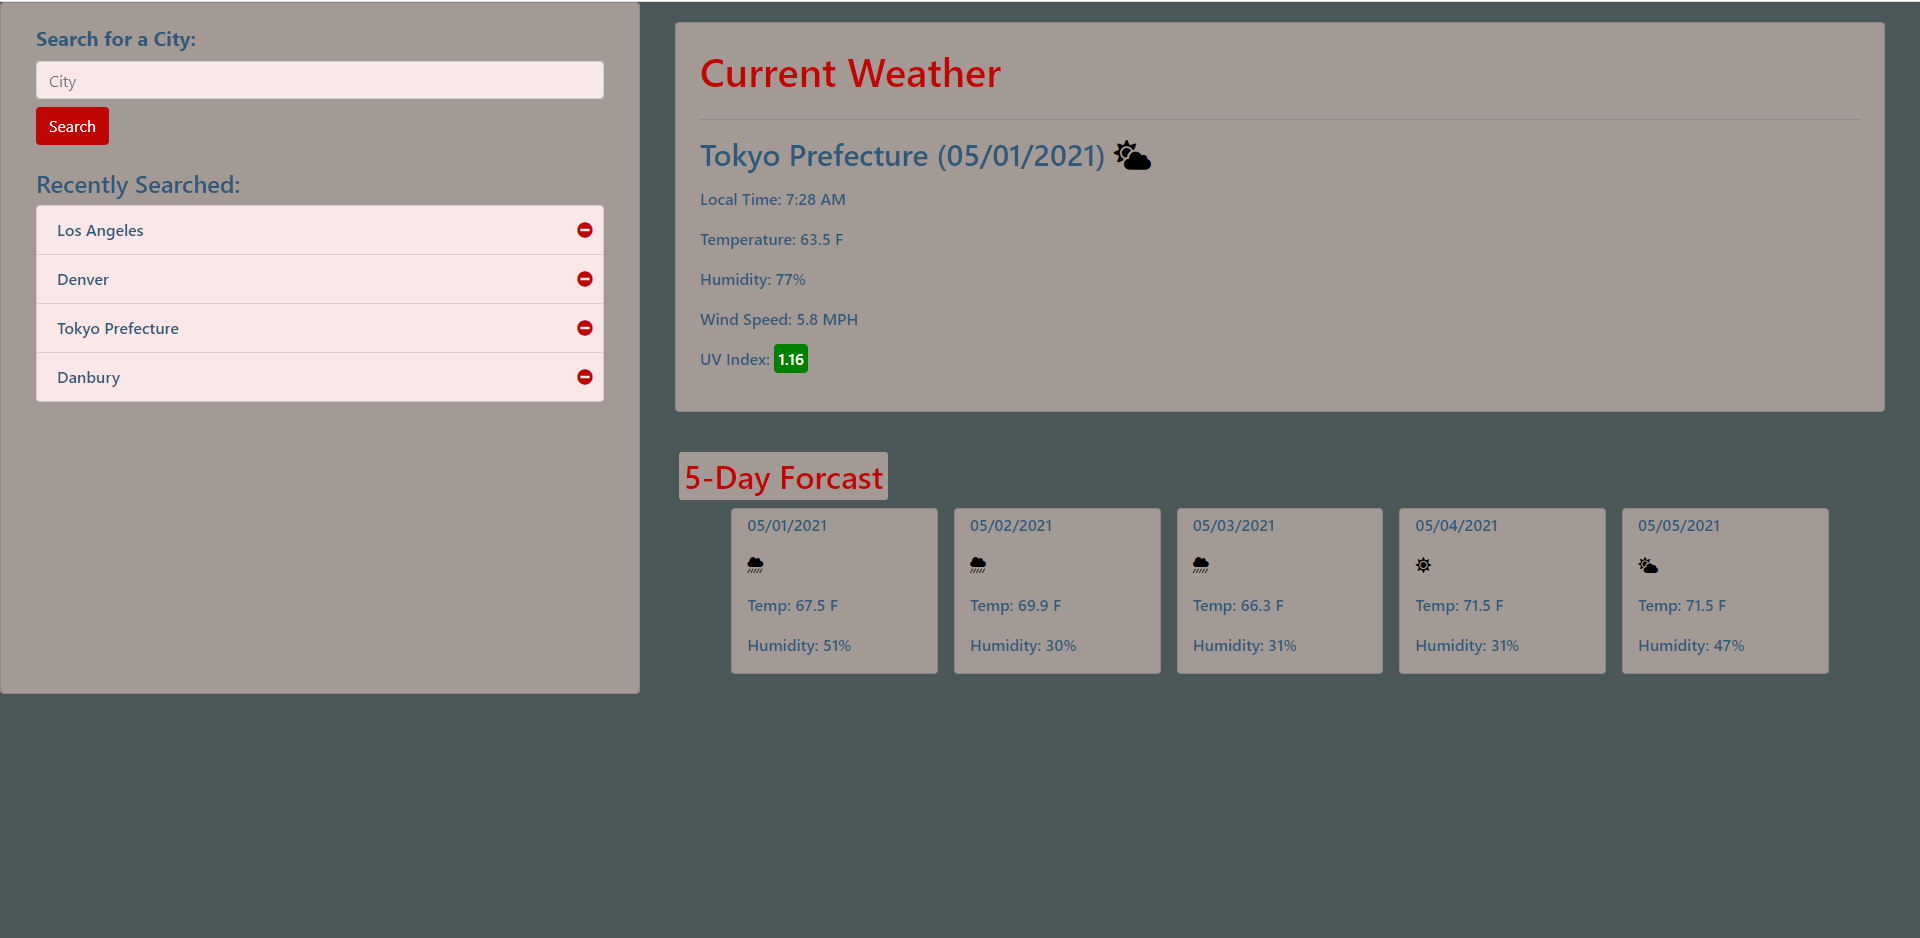 Search for a City:
City
Search
Recently Searched:
Los Angeles
Denver
Tokyo Prefecture
Danbury
Current Weather
Tokyo Prefecture (05/01/2021)
Local Time: 7:28 AM
Temperature: 63.5 F
Humidity: 77%
Wind Speed: 5.8 MPH
UV Index: 1.16
5-Day Forcast
05/01/2021
Temp: 67.5 F
Humidity: 51%
05/02/2021
Temp: 69.9 F
Humidity: 30%
05/03/2021
Temp: 66.3 F
Humidity: 31%
05/04/2021
Temp: 71.5 F
Humidity: 31%
05/05/2021
Temp: 71.5 F
Humidity: 47%